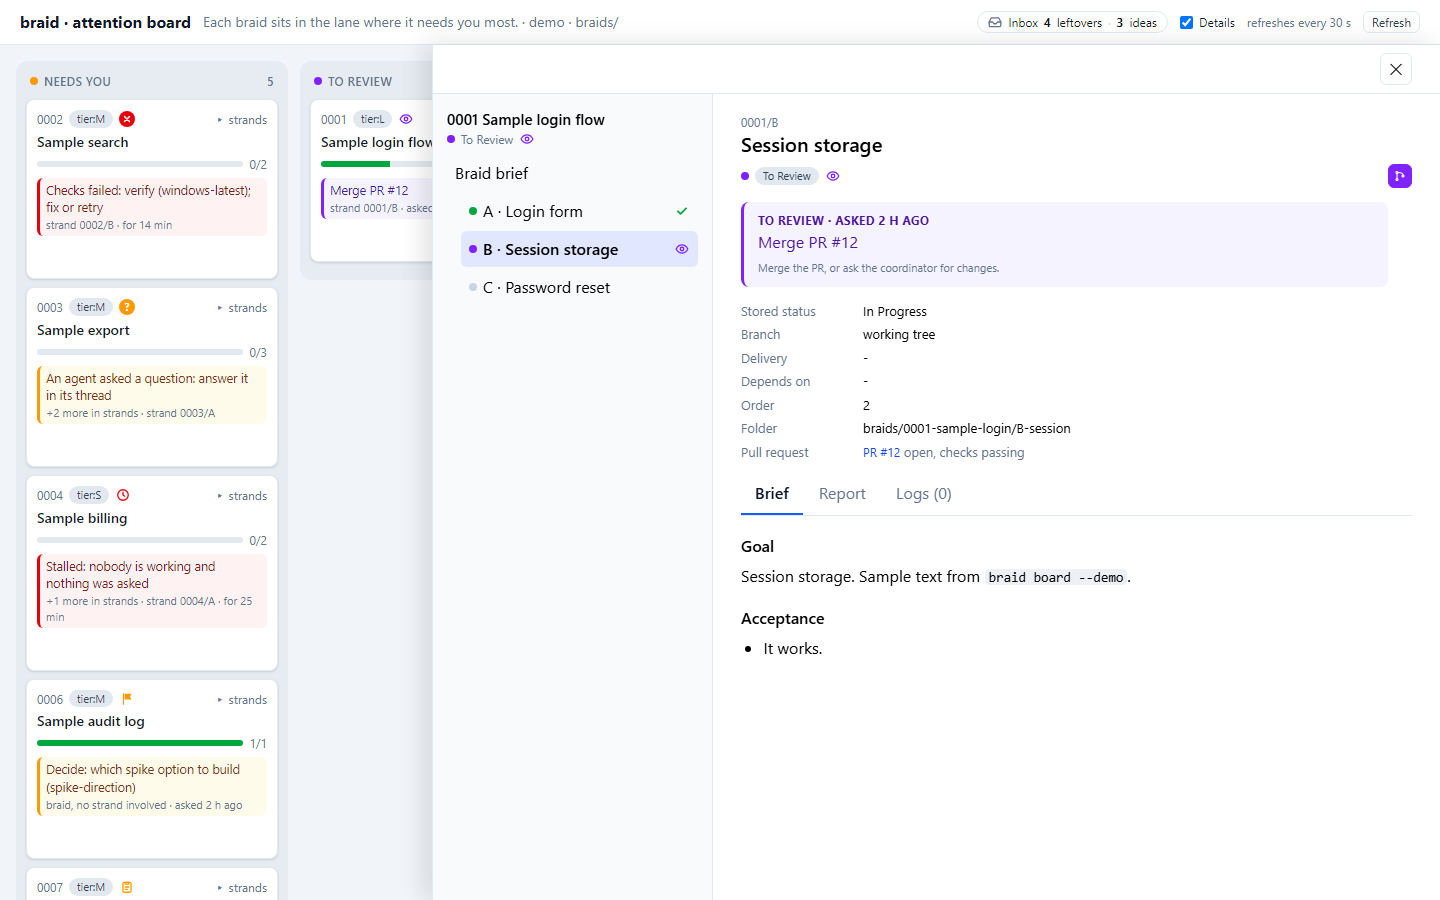 braid · attention board Each braid sits in the lane where it needs you most. · demo · braids/
Inbox 4 leftovers · 3 ideas Details refreshes every 30 s Refresh
NEEDS YOU 5
0002 tier:M strands
Sample search
0/2
Checks failed: verify (windows-latest);
fix or retry
strand 0002/B · for 14 min
0003 tier:M strands
Sample export
0/3
An agent asked a question: answer it
in its thread
+2 more in strands · strand 0003/A
0004 tier:S strands
Sample billing
0/2
Stalled: nobody is working and
nothing was asked
+1 more in strands · strand 0004/A · for 25
min
0006 tier:M strands
Sample audit log
1/1
Decide: which spike option to build
(spike-direction)
braid, no strand involved · asked 2 h ago
0007 tier:M strands
TO REVIEW
0001 tier:L
Sample login flow
Merge PR #12
strand 0001/B · asked
0001 Sample login flow
To Review
Braid brief
A · Login form
B · Session storage
C · Password reset
0001/B
Session storage
To Review
TO REVIEW · ASKED 2 H AGO
Merge PR #12
Merge the PR, or ask the coordinator for changes.
Stored status In Progress
Branch working tree
Delivery -
Depends on -
Order 2
Folder braids/0001-sample-login/B-session
Pull request PR #12 open, checks passing
Brief Report Logs (0)
Goal
Session storage. Sample text from braid board --demo.
Acceptance
• It works.